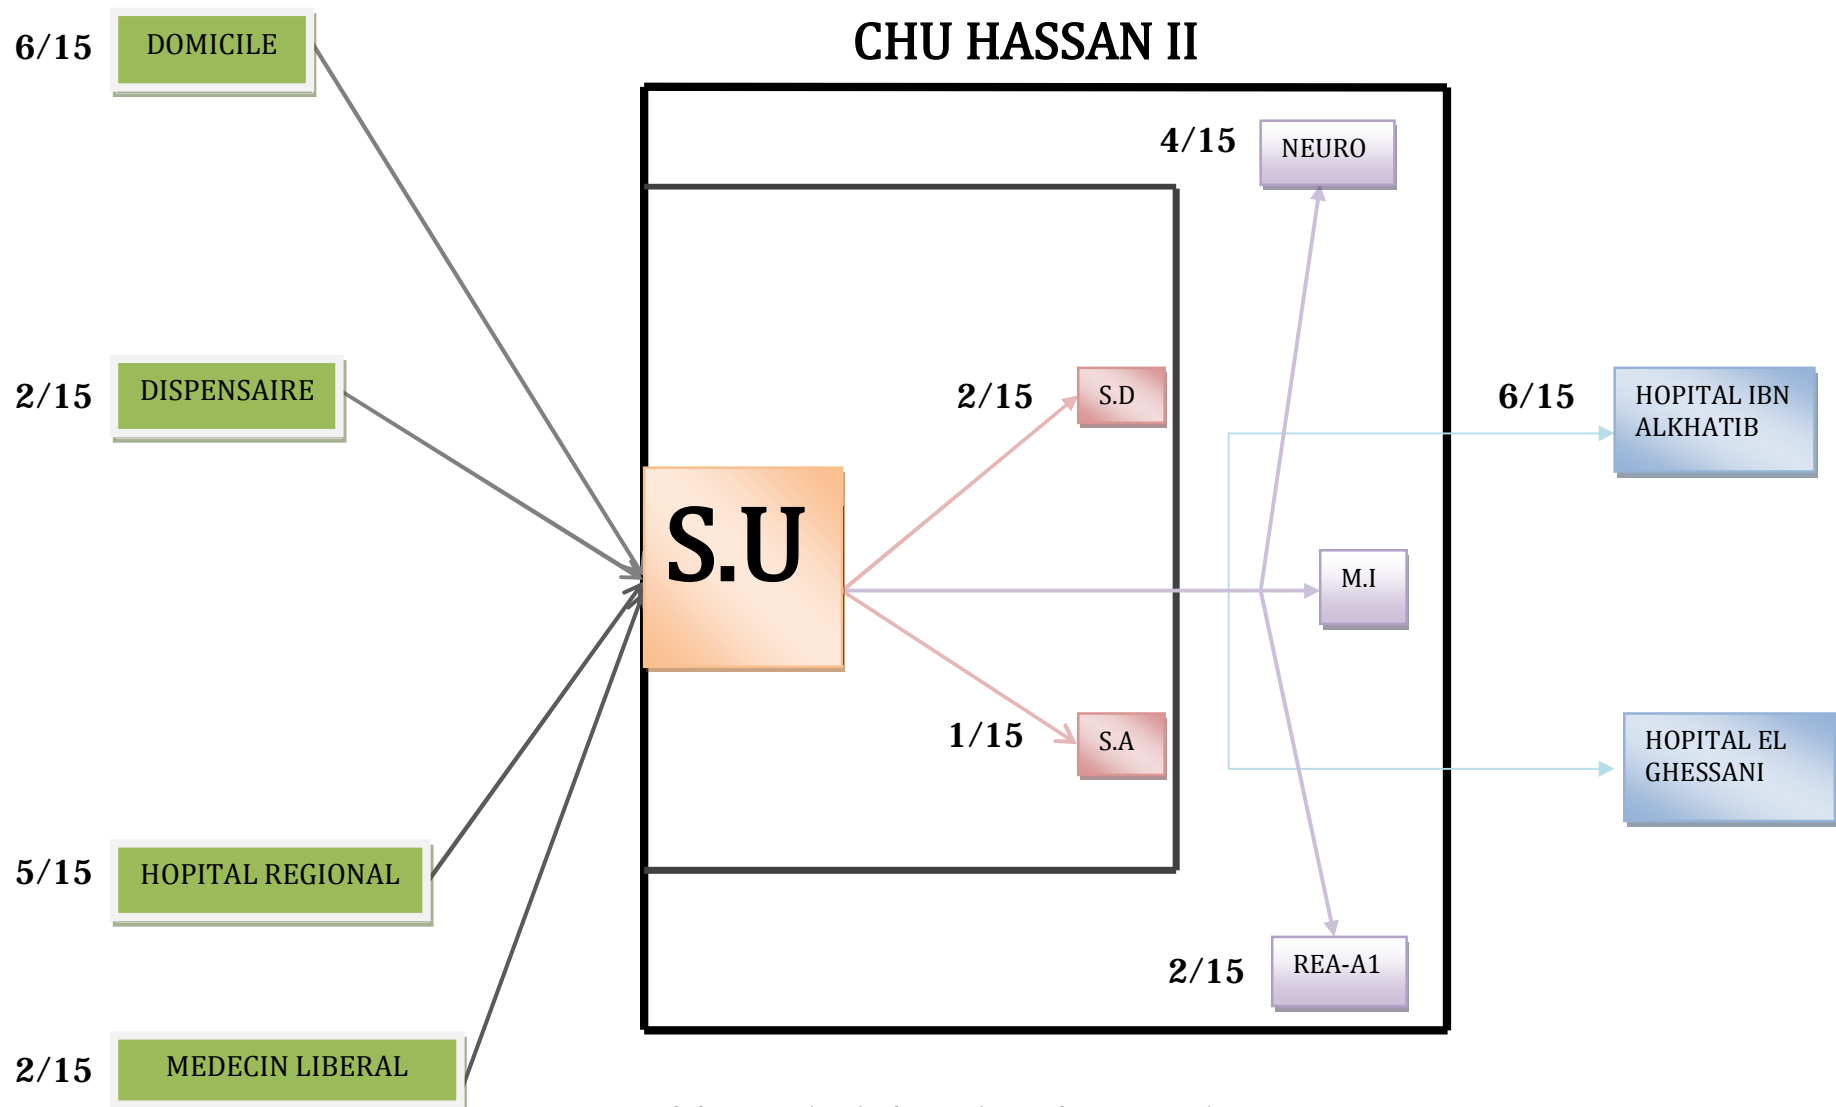 CHU HASSAN II
6/15
DOMICILE
4/15
NEURO
2/15
DISPENSAIRE
2/15
S.D
6/15
HOPITAL IBN
ALKHATIB
S.U
M.I
1/15
S.A
HOPITAL EL
GHESSANI
5/15
HOPITAL REGIONAL
2/15
REA-A1
2/15
MEDECIN LIBERAL